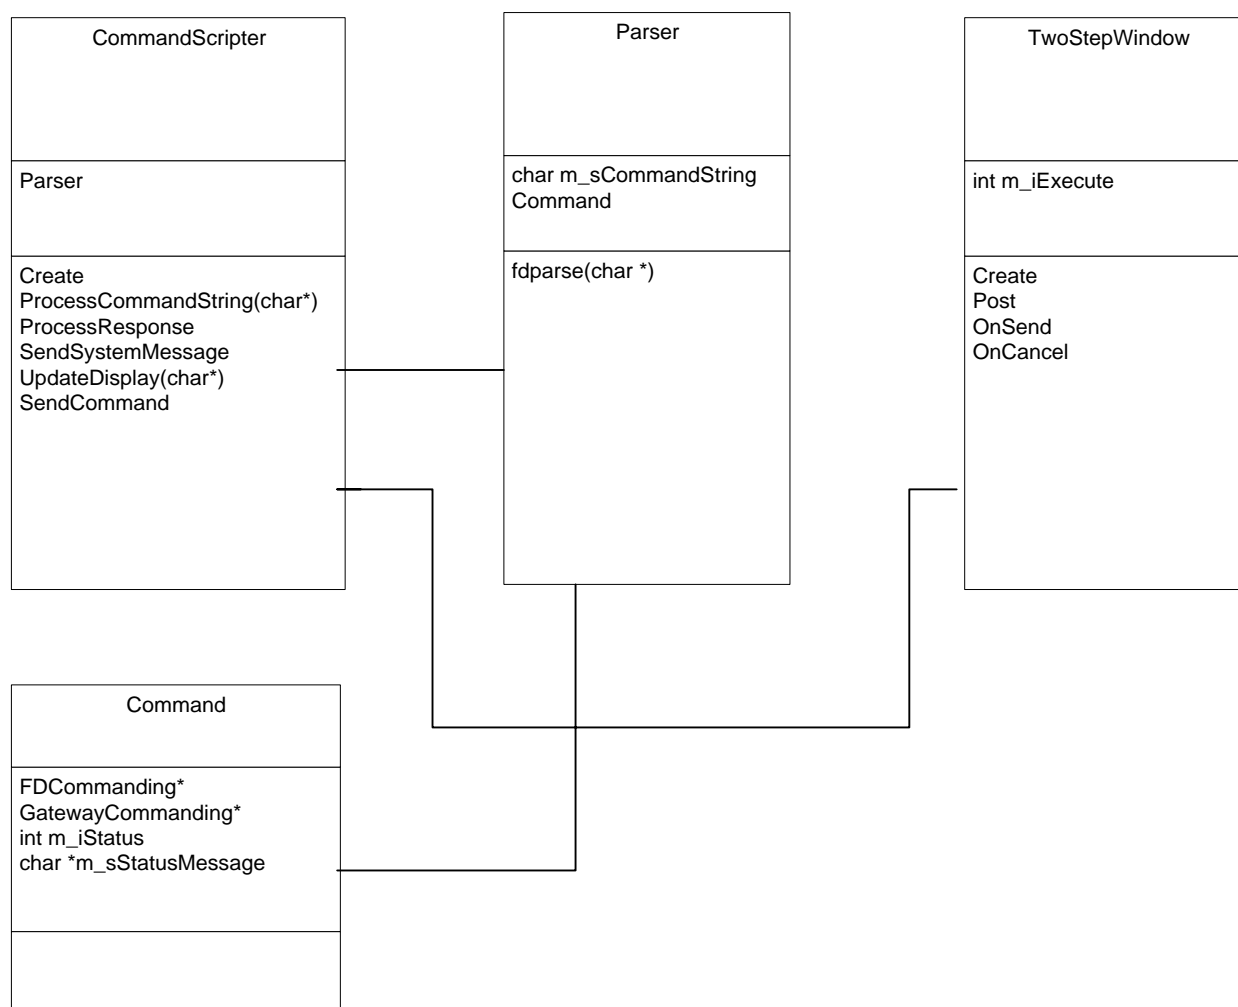 CommandScripter
Parser
Create
ProcessCommandString(char*)
ProcessResponse
SendSystemMessage
UpdateDisplay(char*)
SendCommand
Parser
char m_sCommandString
Command
fdparse(char *)
TwoStepWindow
int m_iExecute
Create
Post
OnSend
OnCancel
Command
FDCommanding*
GatewayCommanding*
int m_iStatus
char *m_sStatusMessage